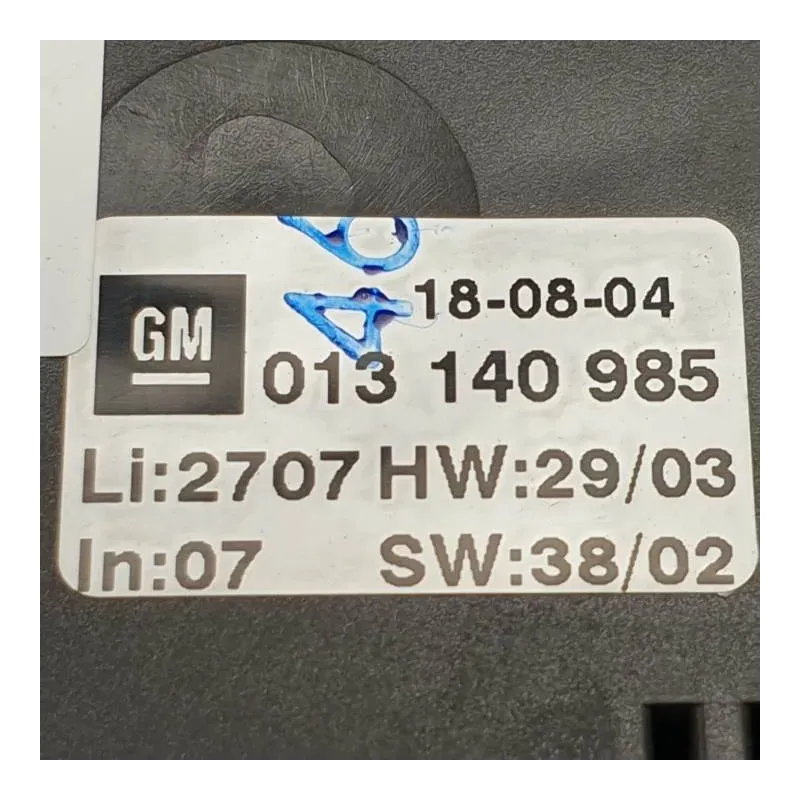 18-08-04
GM
013 140 985
Li:2707 HW:29/03
In:07 SW:38/02